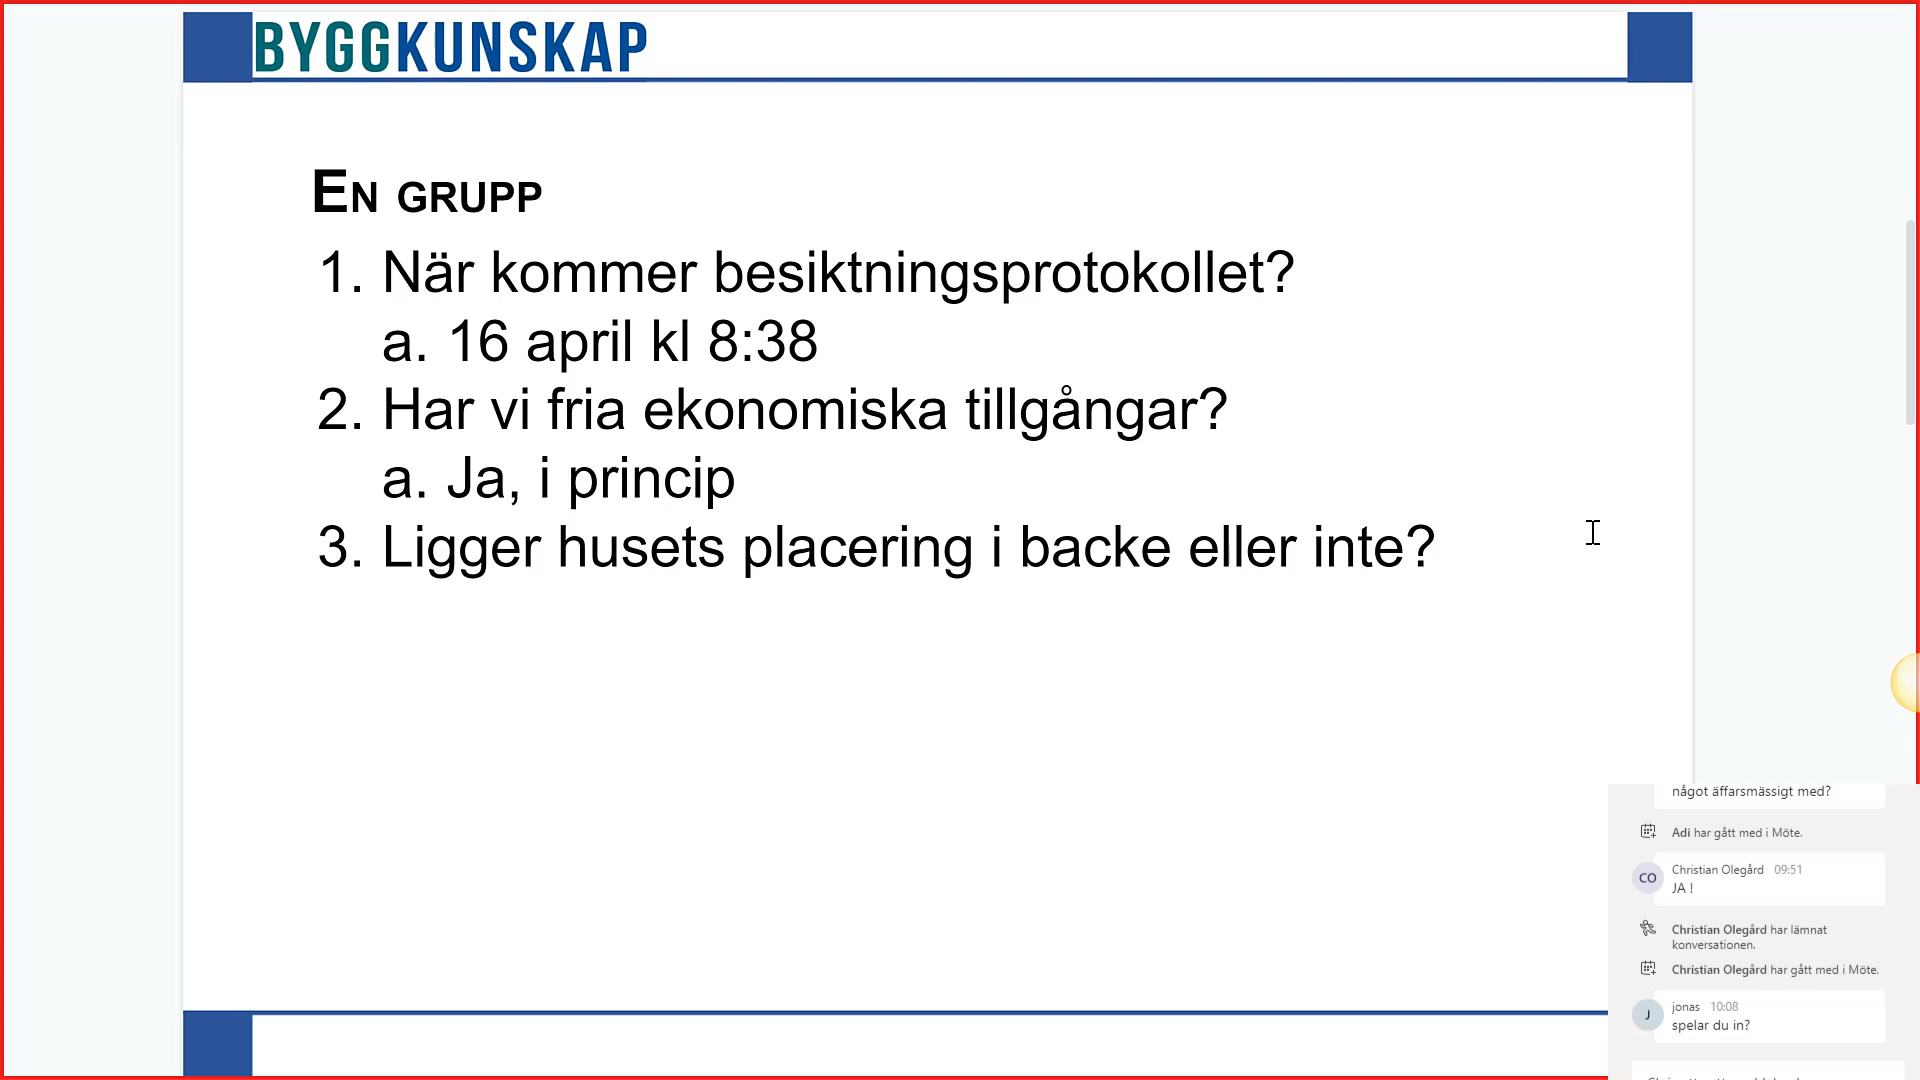 BYGGKUNSKAP
EN GRUPP
1. När kommer besiktningsprotokollet?
a. 16 april kl 8:38
2. Har vi fria ekonomiska tillgångar?
a. Ja, i princip
3. Ligger husets placering i backe eller inte?
något äffarsmässigt med?
Adi har gått med i Möte.
CO
Christian Olegård 09:51
JA !
Christian Olegård har lämnat
konversationen.
Christian Olegård har gått med i Möte.
J
jonas 10:08
spelar du in?